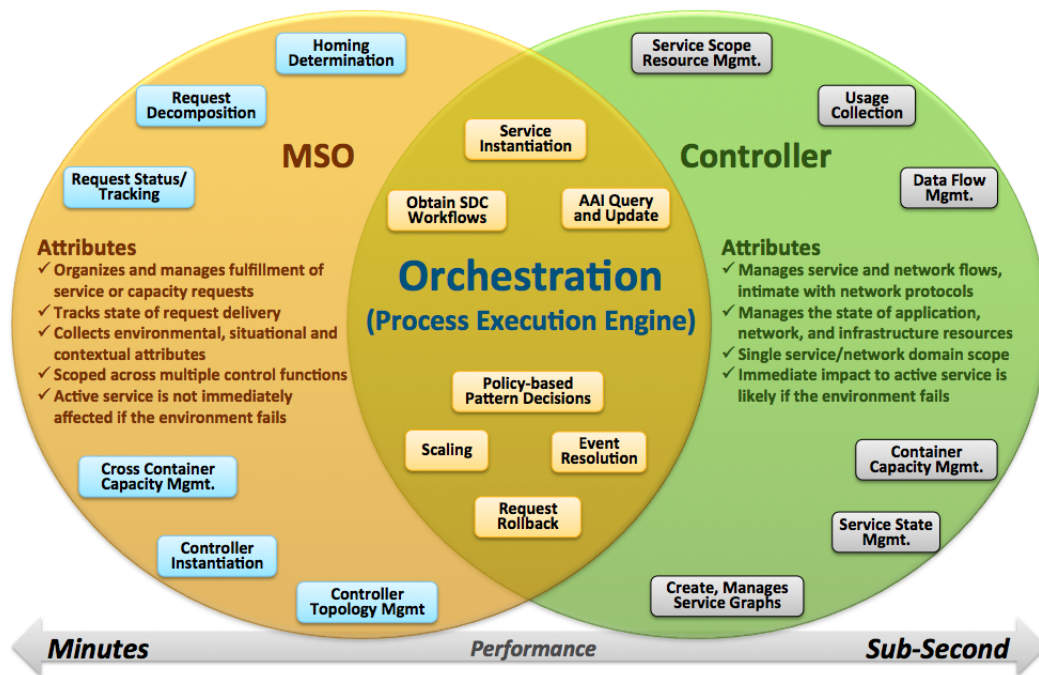 Homing
Determination
Request
Decomposition
MSO
Request Status/
Tracking
Attributes
✓ Organizes and manages fulfillment of
service or capacity requests
✓ Tracks state of request delivery
✓ Collects environmental, situational and
contextual attributes
✓ Scoped across multiple control functions
✓ Active service is not immediately
affected if the environment fails
Cross Container
Capacity Mgmt.
Controller
Instantiation
Controller
Topology Mgmt
Service
Instantiation
Obtain SDC
Workflows
AAI Query
and Update
Orchestration
(Process Execution Engine)
Policy-based
Pattern Decisions
Scaling
Event
Resolution
Request
Rollback
Service Scope
Resource Mgmt.
Usage
Collection
Controller
Data Flow
Mgmt.
Attributes
✓ Manages service and network flows,
intimate with network protocols
✓ Manages the state of application,
network, and infrastructure resources
✓ Single service/network domain scope
✓ Immediate impact to active service is
likely if the environment fails
Container
Capacity Mgmt.
Service State
Mgmt.
Create, Manages
Service Graphs
Minutes
Performance
Sub-Second